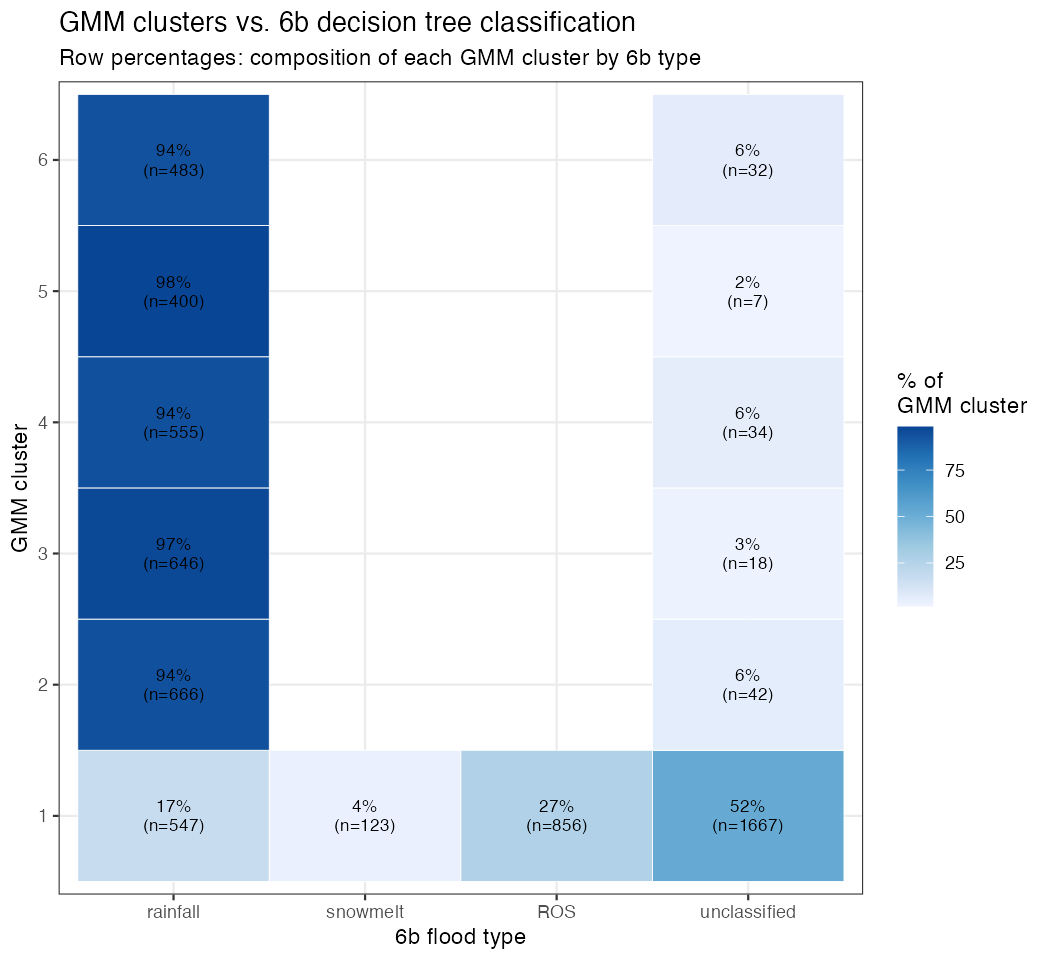 GMM clusters vs. 6b decision tree classification
Row percentages: composition of each GMM cluster by 6b type
GMM cluster
6
94%
(n=483)
6%
(n=32)
5
98%
(n=400)
2%
(n=7)
4
94%
(n=555)
6%
(n=34)
3
97%
(n=646)
3%
(n=18)
2
94%
(n=666)
6%
(n=42)
1
17%
(n=547)
4%
(n=123)
27%
(n=856)
52%
(n=1667)
rainfall
snowmelt
ROS
unclassified
6b flood type
% of
GMM cluster
75
50
25